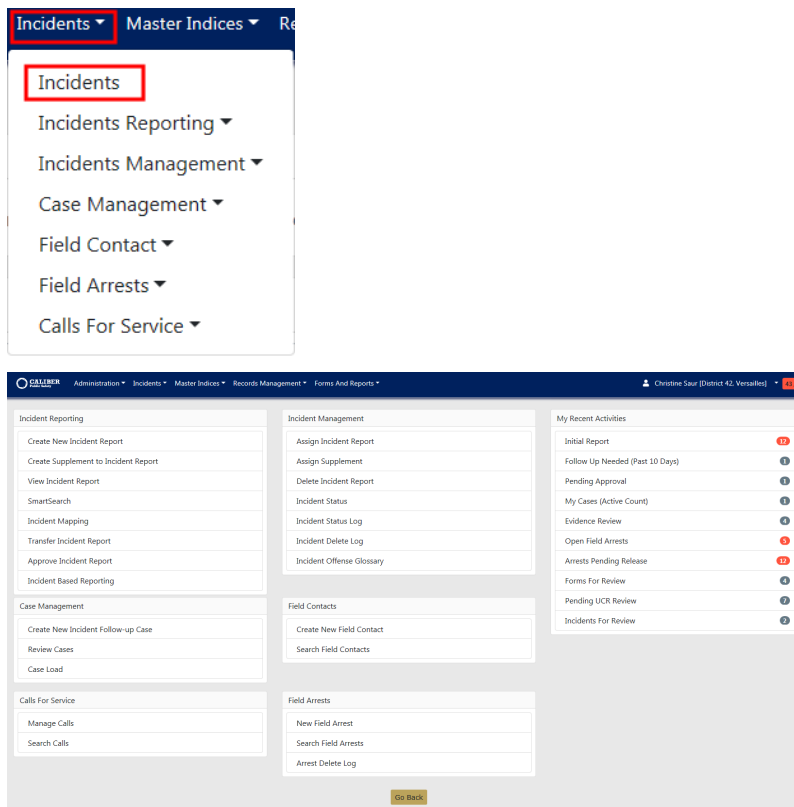 Incidents Master Indices Re
Incidents
Incidents Reporting
Incidents Management
Case Management
Field Contact
Field Arrests
Calls For Service
CALIBER Public Safety Administration Incidents Master Indices Records Management Forms And Reports Christine Saur [District 42, Versailles] 43
Incident Reporting
Create New Incident Report
Create Supplement to Incident Report
View Incident Report
SmartSearch
Incident Mapping
Transfer Incident Report
Approve Incident Report
Incident Based Reporting
Incident Management
Assign Incident Report
Assign Supplement
Delete Incident Report
Incident Status
Incident Status Log
Incident Delete Log
Incident Offense Glossary
My Recent Activities
Initial Report 12
Follow Up Needed (Past 10 Days) 1
Pending Approval 1
My Cases (Active Count) 1
Evidence Review 4
Open Field Arrests 5
Arrests Pending Release 12
Forms For Review 4
Pending UCR Review 7
Incidents For Review 2
Case Management
Create New Incident Follow-up Case
Review Cases
Case Load
Field Contacts
Create New Field Contact
Search Field Contacts
Calls For Service
Manage Calls
Search Calls
Field Arrests
New Field Arrest
Search Field Arrests
Arrest Delete Log
Go Back